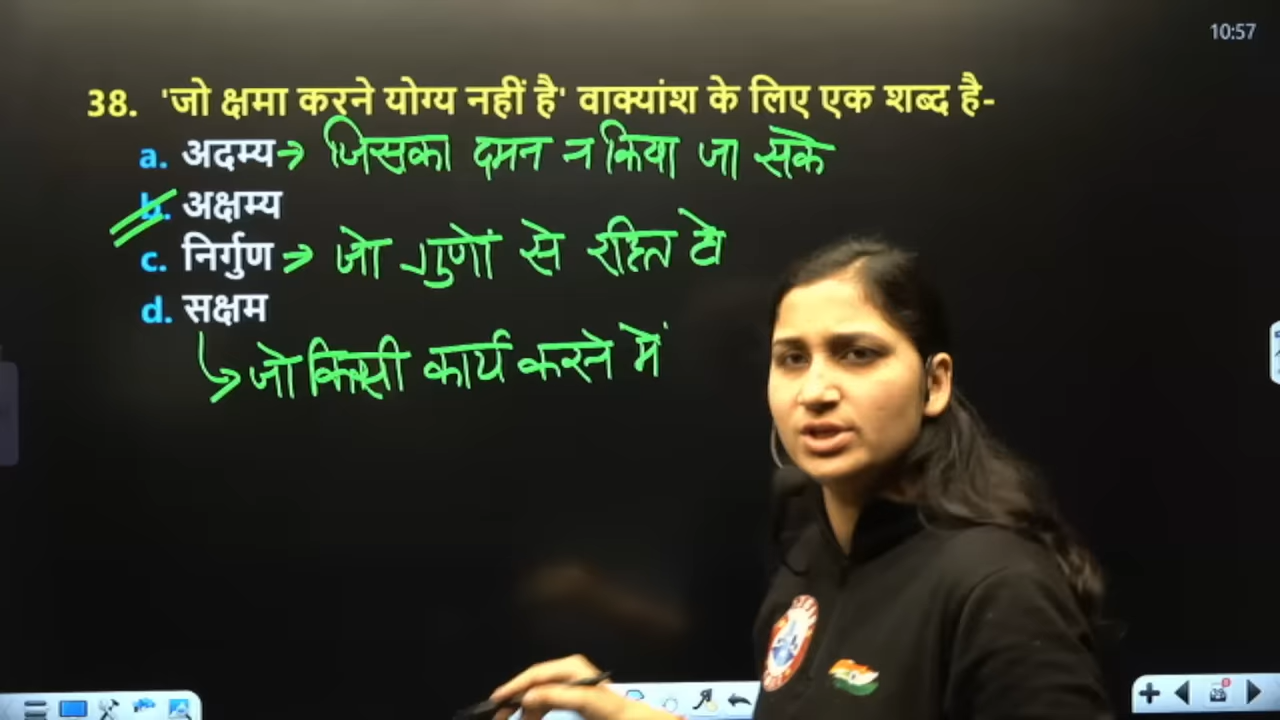 10:57
38. 'जो क्षमा करने योग्य नहीं है' वाक्यांश के लिए एक शब्द है-
a. अदम्य → जिसका दमन न किया जा सके
b. अक्षम्य
c. निर्गुण → जो गुणों से रहित हो
d. सक्षम
↳ जो किसी कार्य करने में